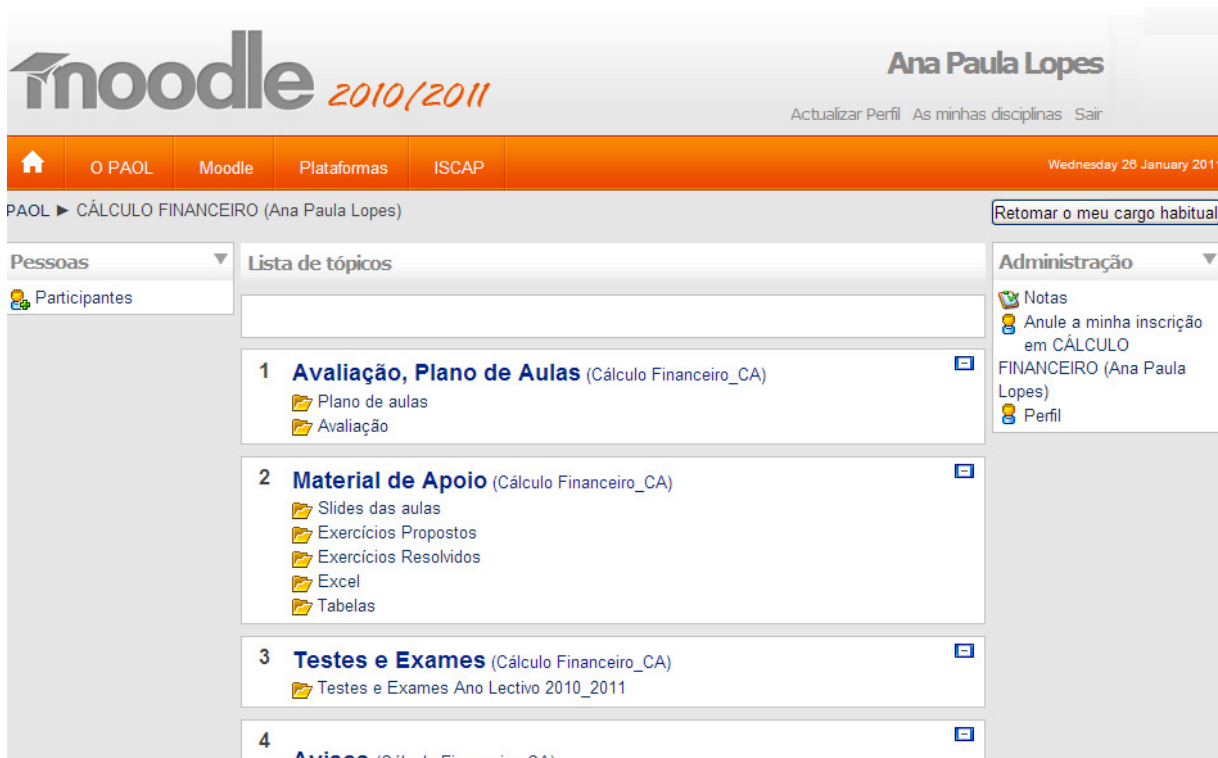 moodle 2010/2011
Ana Paula Lopes
Actualizar Perfil As minhas disciplinas Sair
O PAOL Moodle Plataformas ISCAP
Wednesday 26 January 201
PAOL ► CÁLCULO FINANCEIRO (Ana Paula Lopes)
Retomar o meu cargo habitual
Pessoas
Participantes
Lista de tópicos
1 Avaliação, Plano de Aulas (Cálculo Financeiro_CA)
Plano de aulas
Avaliação
2 Material de Apoio (Cálculo Financeiro_CA)
Slides das aulas
Exercícios Propostos
Exercícios Resolvidos
Excel
Tabelas
3 Testes e Exames (Cálculo Financeiro_CA)
Testes e Exames Ano Lectivo 2010_2011
4
Avisos (Cálculo Financeiro_CA)
Administração
Notas
Anule a minha inscrição
em CÁLCULO
FINANCEIRO (Ana Paula
Lopes)
Perfil